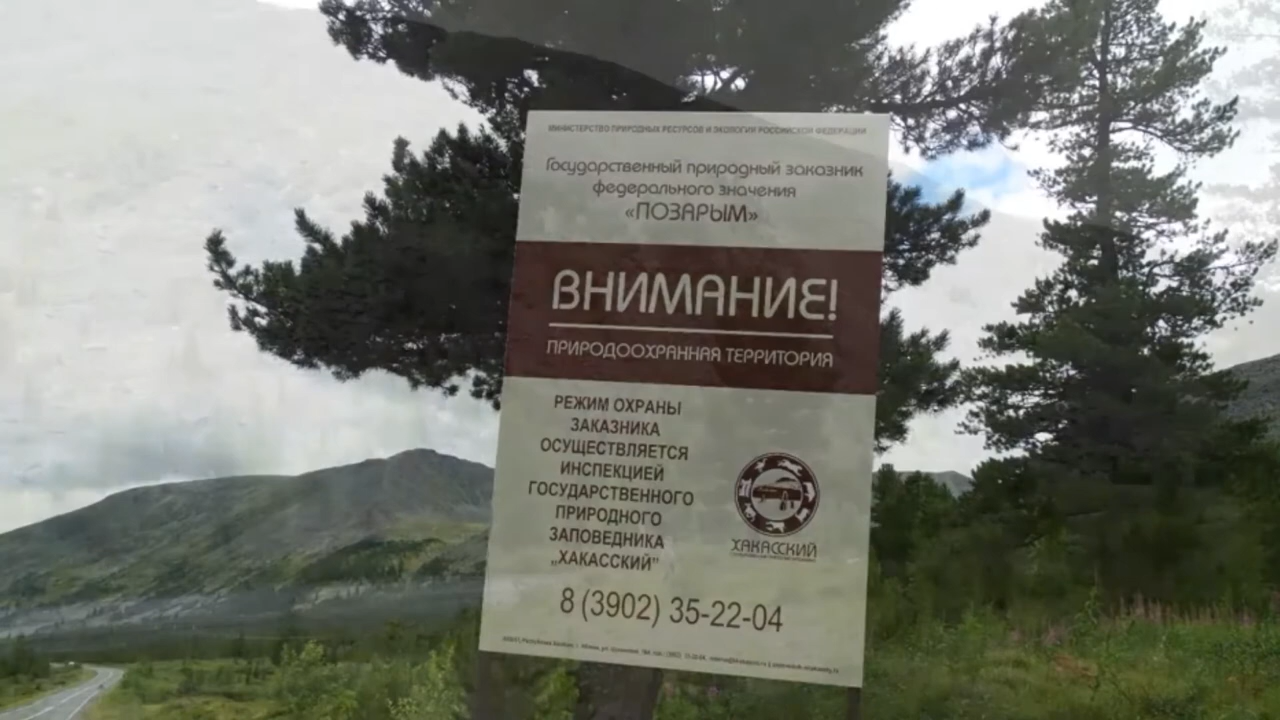 МИНИСТЕРСТВО ПРИРОДНЫХ РЕСУРСОВ И ЭКОЛОГИИ РОССИЙСКОЙ ФЕДЕРАЦИИ
Государственный природный заказник
федерального значения
«ПОЗАРЫМ»
ВНИМАНИЕ!
ПРИРОДООХРАННАЯ ТЕРРИТОРИЯ
РЕЖИМ ОХРАНЫ
ЗАКАЗНИКА
ОСУЩЕСТВЛЯЕТСЯ
ИНСПЕКЦИЕЙ
ГОСУДАРСТВЕННОГО
ПРИРОДНОГО
ЗАПОВЕДНИКА
„ХАКАССКИЙ"
ХАКАССКИЙ
8 (3902) 35-22-04